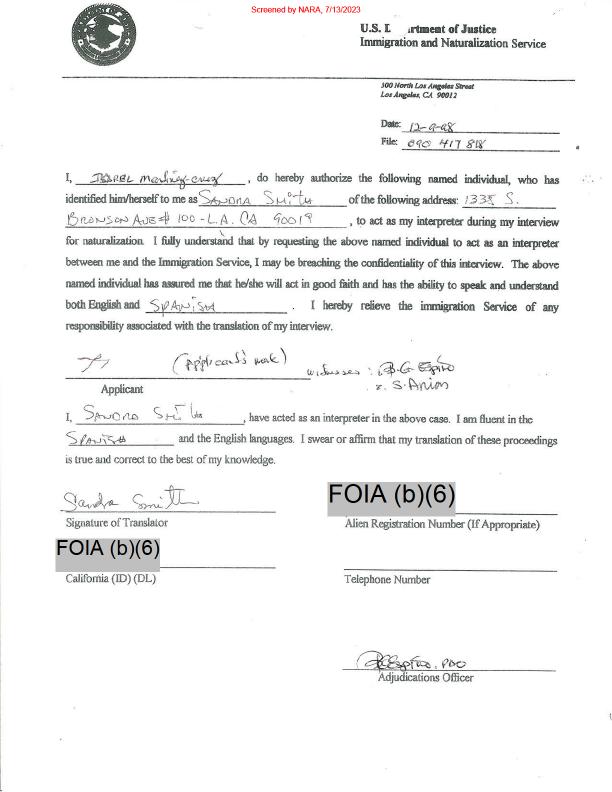 Screened by NARA, 7/13/2023
U.S. D rtment of Justice
Immigration and Naturalization Service
300 North Los Angeles Street
Los Angeles, CA 90012
Date: 12-9-98
File: 090 417 818
I, ISABEL Martinez-cruz, do hereby authorize the following named individual, who has
identified him/herself to me as SANDRA SMith of the following address: 1335 S.
BRONSON AVE # 100 - L.A. CA 90019, to act as my interpreter during my interview
for naturalization. I fully understand that by requesting the above named individual to act as an interpreter
between me and the Immigration Service, I may be breaching the confidentiality of this interview. The above
named individual has assured me that he/she will act in good faith and has the ability to speak and understand
both English and SPANISH. I hereby relieve the immigration Service of any
responsibility associated with the translation of my interview.
(Applicant's mark) witnesses: 1. G. Espino
2. S. Arias
Applicant
I, SANDRA SMith, have acted as an interpreter in the above case. I am fluent in the
SPANISH and the English languages. I swear or affirm that my translation of these proceedings
is true and correct to the best of my knowledge.
Sandra Smith FOIA (b)(6)
Signature of Translator Alien Registration Number (If Appropriate)
FOIA (b)(6)
California (ID) (DL) Telephone Number
Espino, DAO
Adjudications Officer